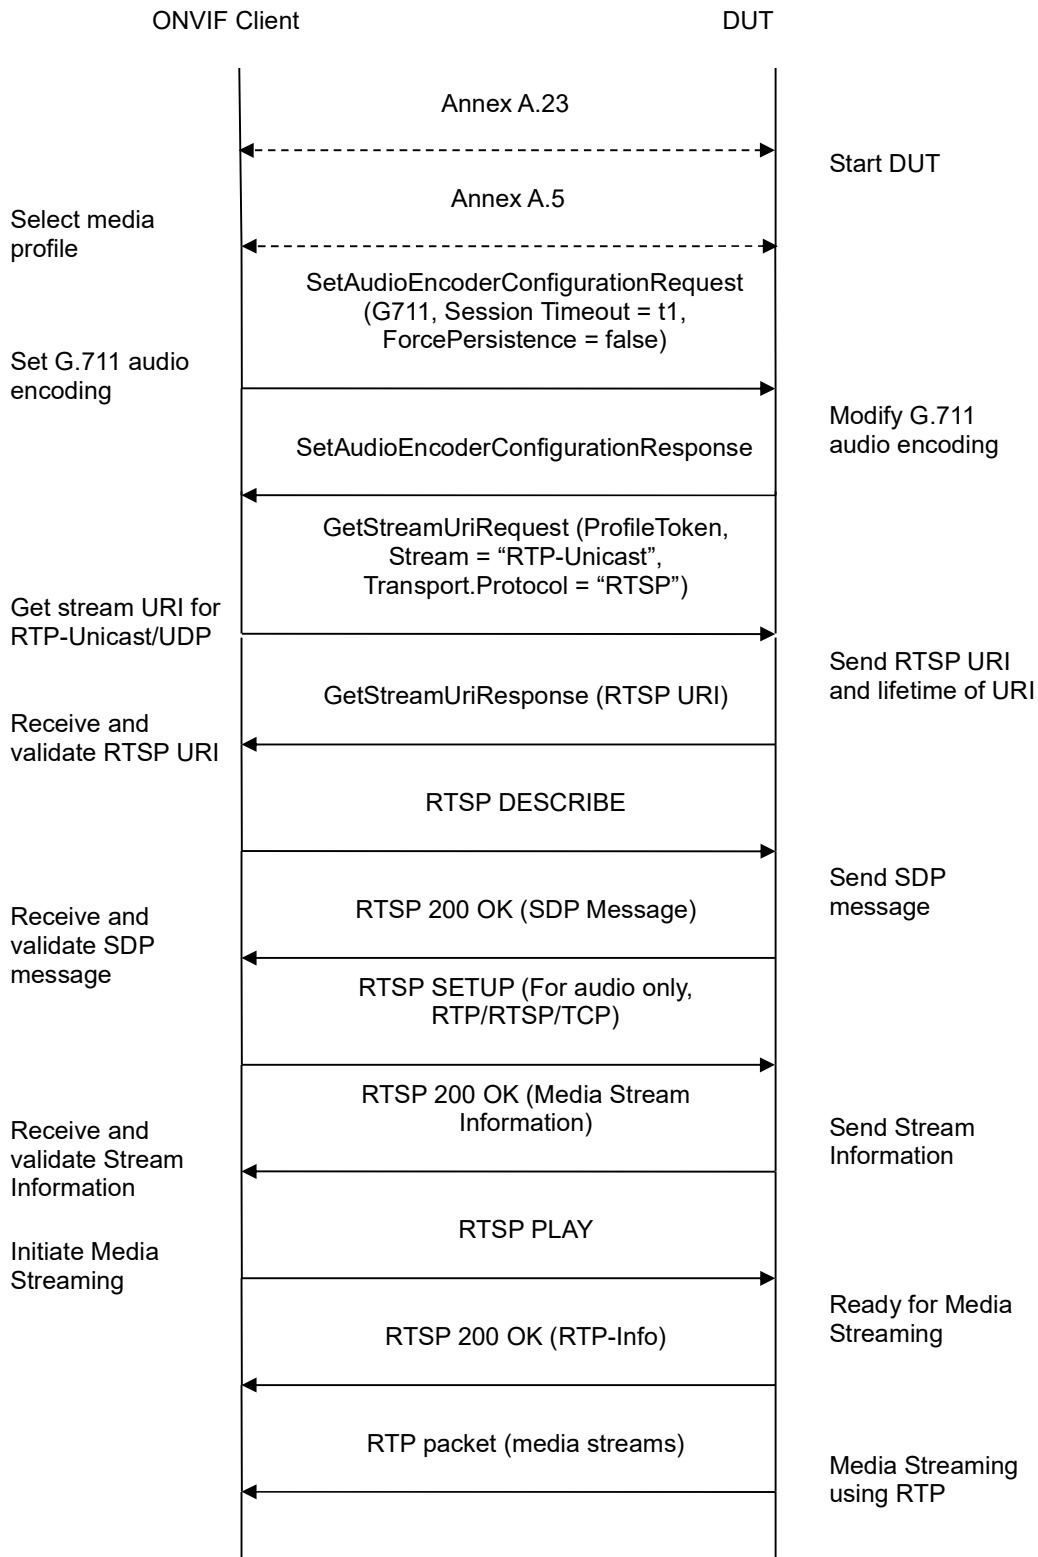 ONVIF Client
DUT
Annex A.23
Start DUT
Annex A.5
Select media
profile
SetAudioEncoderConfigurationRequest
(G711, Session Timeout = t1,
ForcePersistence = false)
Set G.711 audio
encoding
Modify G.711
audio encoding
SetAudioEncoderConfigurationResponse
GetStreamUriRequest (ProfileToken,
Stream = “RTP-Unicast”,
Transport.Protocol = “RTSP”)
Get stream URI for
RTP-Unicast/UDP
Send RTSP URI
and lifetime of URI
GetStreamUriResponse (RTSP URI)
Receive and
validate RTSP URI
RTSP DESCRIBE
Send SDP
message
RTSP 200 OK (SDP Message)
Receive and
validate SDP
message
RTSP SETUP (For audio only,
RTP/RTSP/TCP)
RTSP 200 OK (Media Stream
Information)
Receive and
validate Stream
Information
Send Stream
Information
RTSP PLAY
Initiate Media
Streaming
Ready for Media
Streaming
RTSP 200 OK (RTP-Info)
RTP packet (media streams)
Media Streaming
using RTP